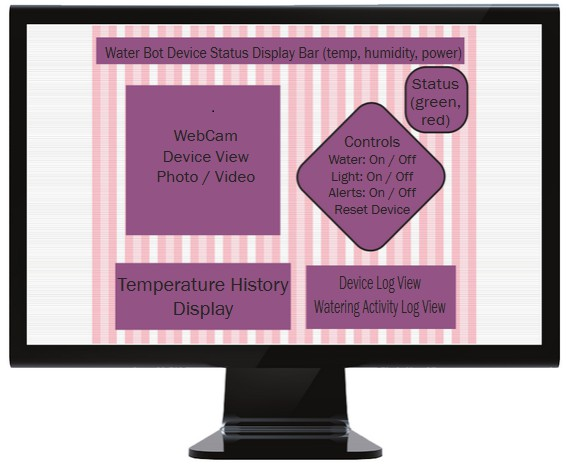 Water Bot Device Status Display Bar (temp, humidity, power)
Status
(green,
red)
.
WebCam
Device View
Photo / Video
Controls
Water: On / Off
Light: On / Off
Alerts: On / Off
Reset Device
Temperature History
Display
Device Log View
Watering Activity Log View